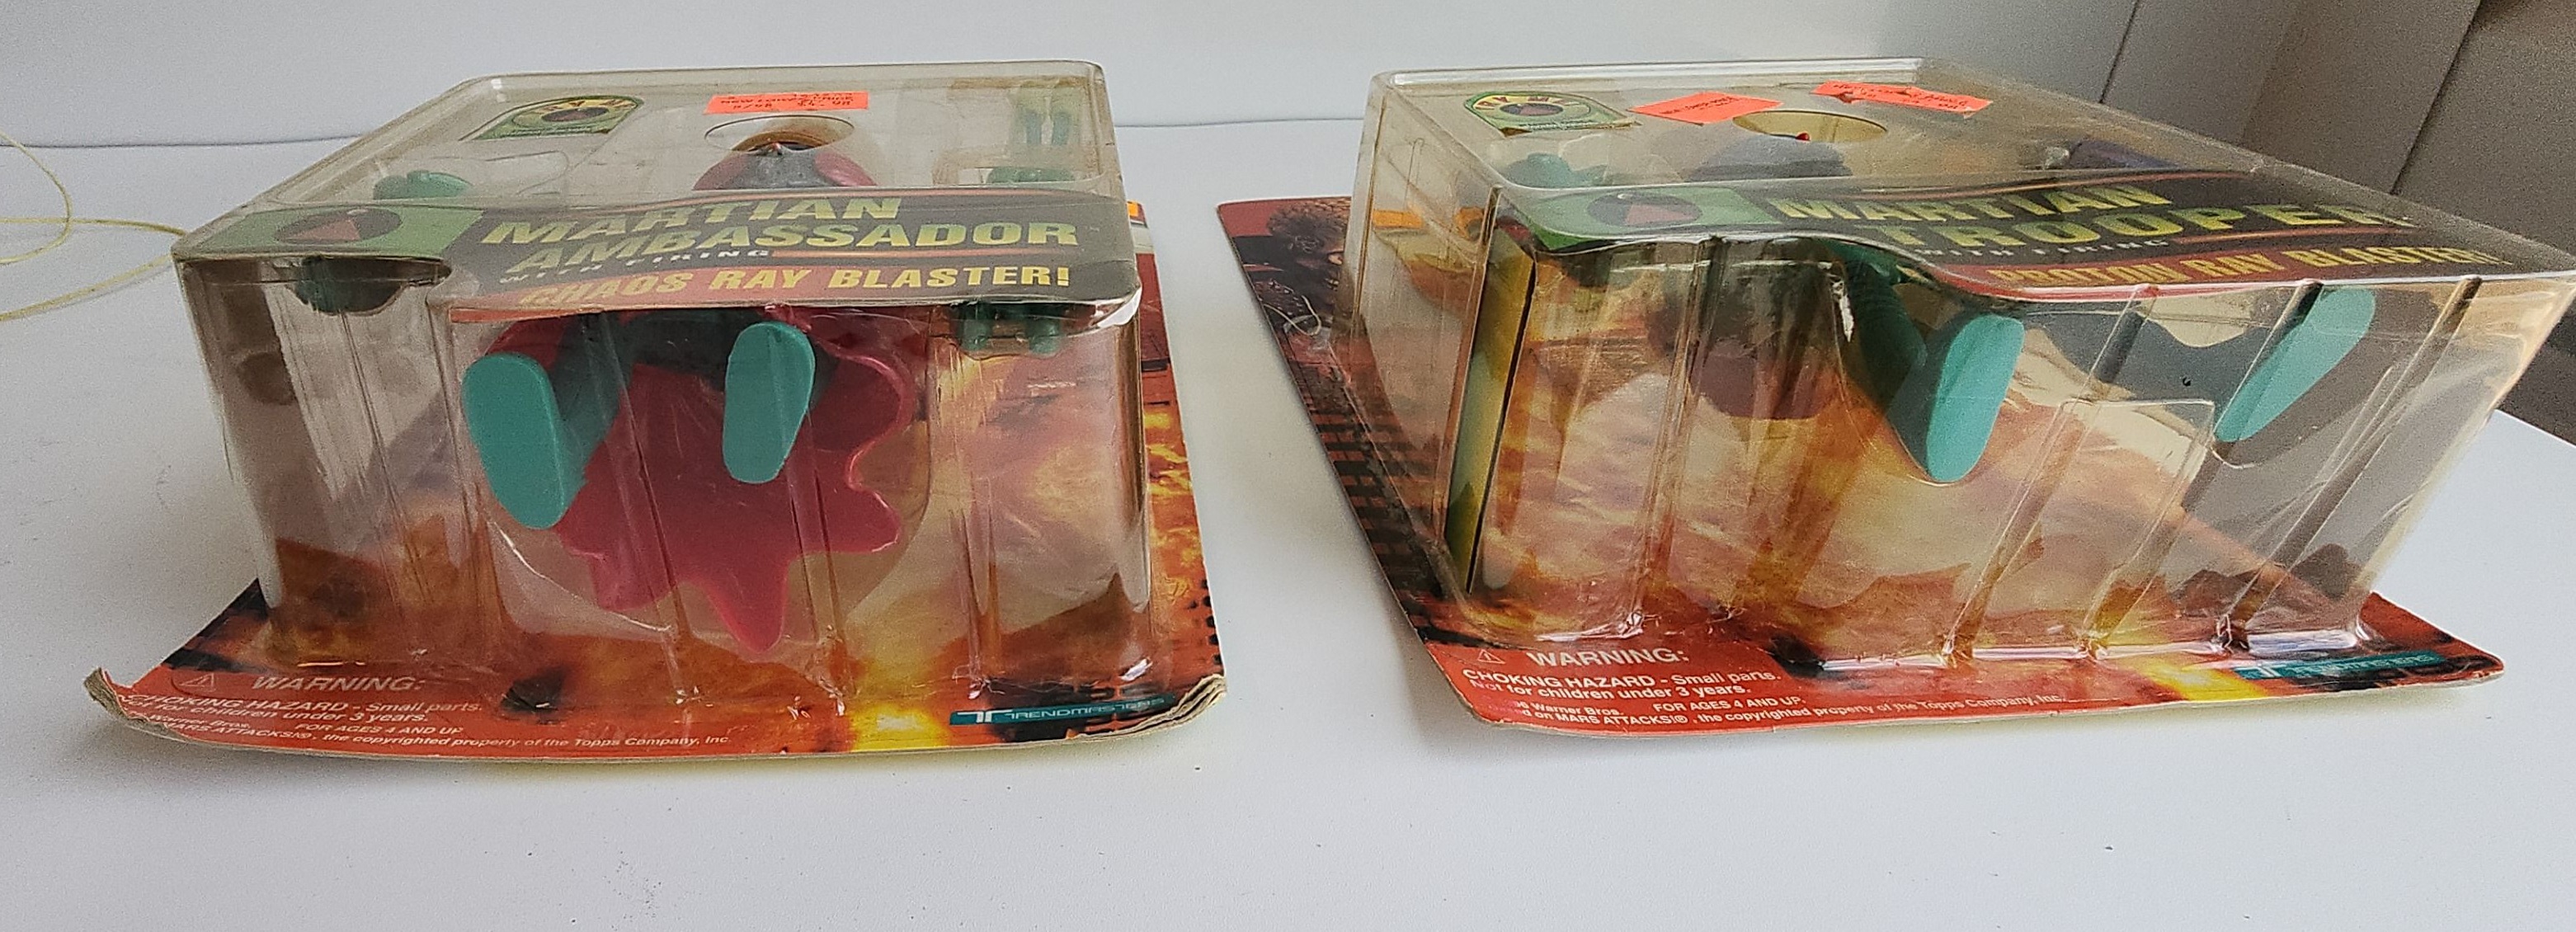 MARTIAN
AMBASSADOR
WITH FIRING
CHAOS RAY BLASTER!
WARNING:
CHOKING HAZARD - Small parts.
Not for children under 3 years.
FOR AGES 4 AND UP
Warner Bros.
MARS ATTACKS!®, the copyrighted property of the Topps Company, Inc.
TRENDMASTERS
MARTIAN
TROOPER
WITH FIRING
RAY BLASTER!
WARNING:
CHOKING HAZARD - Small parts.
Not for children under 3 years.
FOR AGES 4 AND UP.
Warner Bros.
d on MARS ATTACKS!®, the copyrighted property of the Topps Company, Inc.
TRENDMASTERS